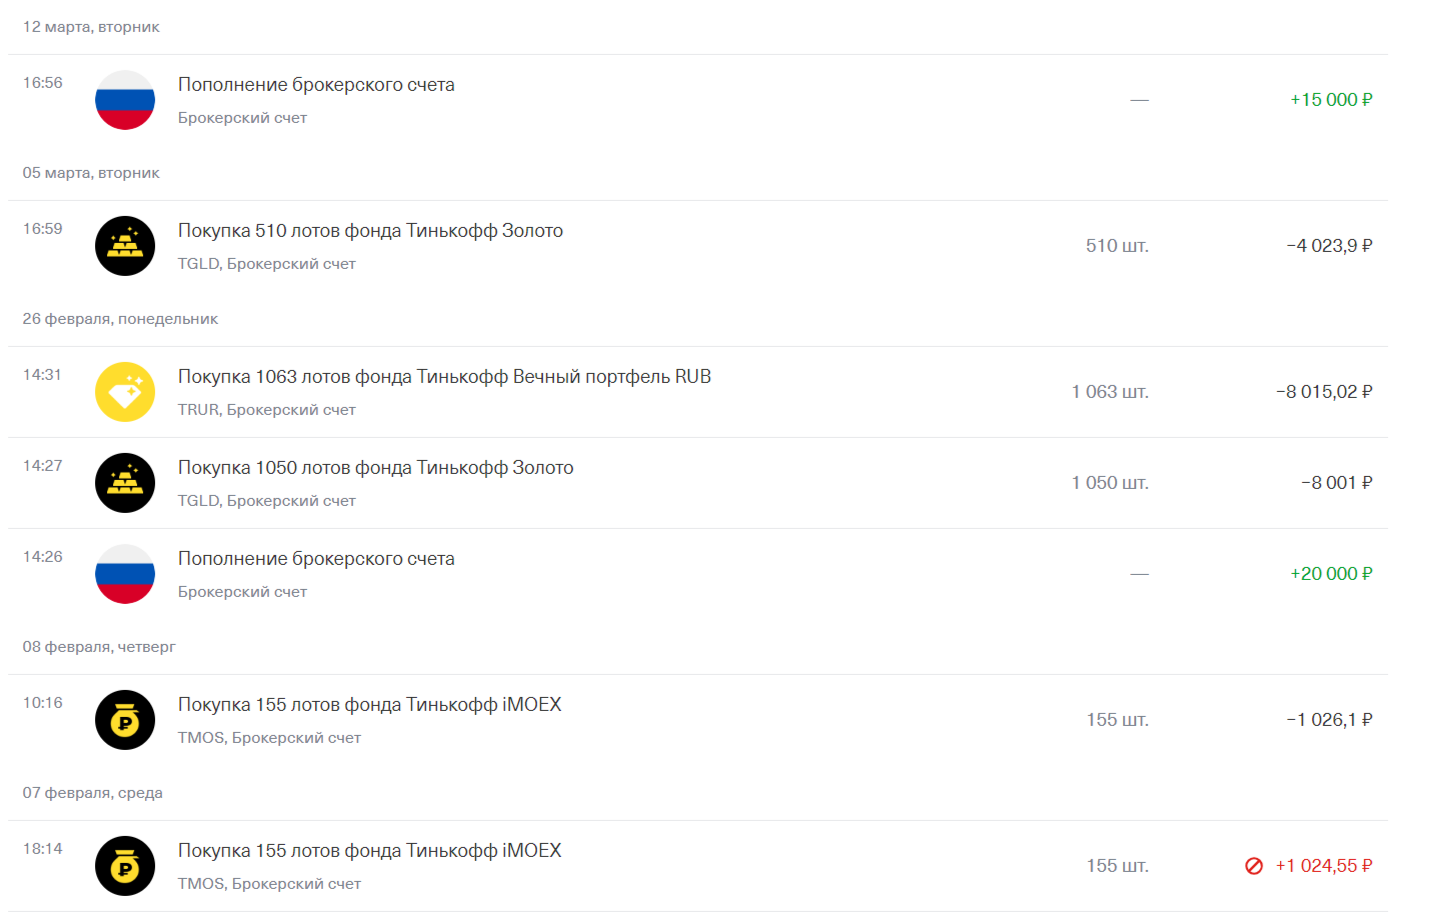 12 марта, вторник
16:56
Пополнение брокерского счета
— +15 000 ₽
Брокерский счет
05 марта, вторник
16:59
Покупка 510 лотов фонда Тинькофф Золото
510 шт. −4 023,9 ₽
TGLD, Брокерский счет
26 февраля, понедельник
14:31
Покупка 1063 лотов фонда Тинькофф Вечный портфель RUB
1 063 шт. −8 015,02 ₽
TRUR, Брокерский счет
14:27
Покупка 1050 лотов фонда Тинькофф Золото
1 050 шт. −8 001 ₽
TGLD, Брокерский счет
14:26
Пополнение брокерского счета
— +20 000 ₽
Брокерский счет
08 февраля, четверг
10:16
Покупка 155 лотов фонда Тинькофф iMOEX
155 шт. −1 026,1 ₽
TMOS, Брокерский счет
07 февраля, среда
18:14
Покупка 155 лотов фонда Тинькофф iMOEX
155 шт. +1 024,55 ₽
TMOS, Брокерский счет